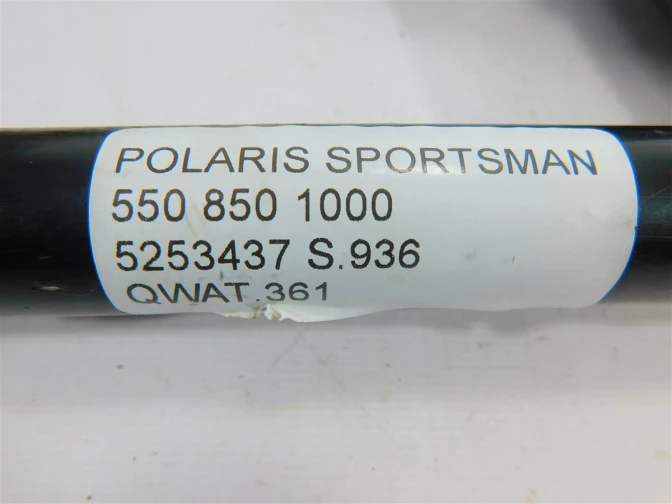 POLARIS SPORTSMAN
550 850 1000
5253437 S.936
QWAT.361